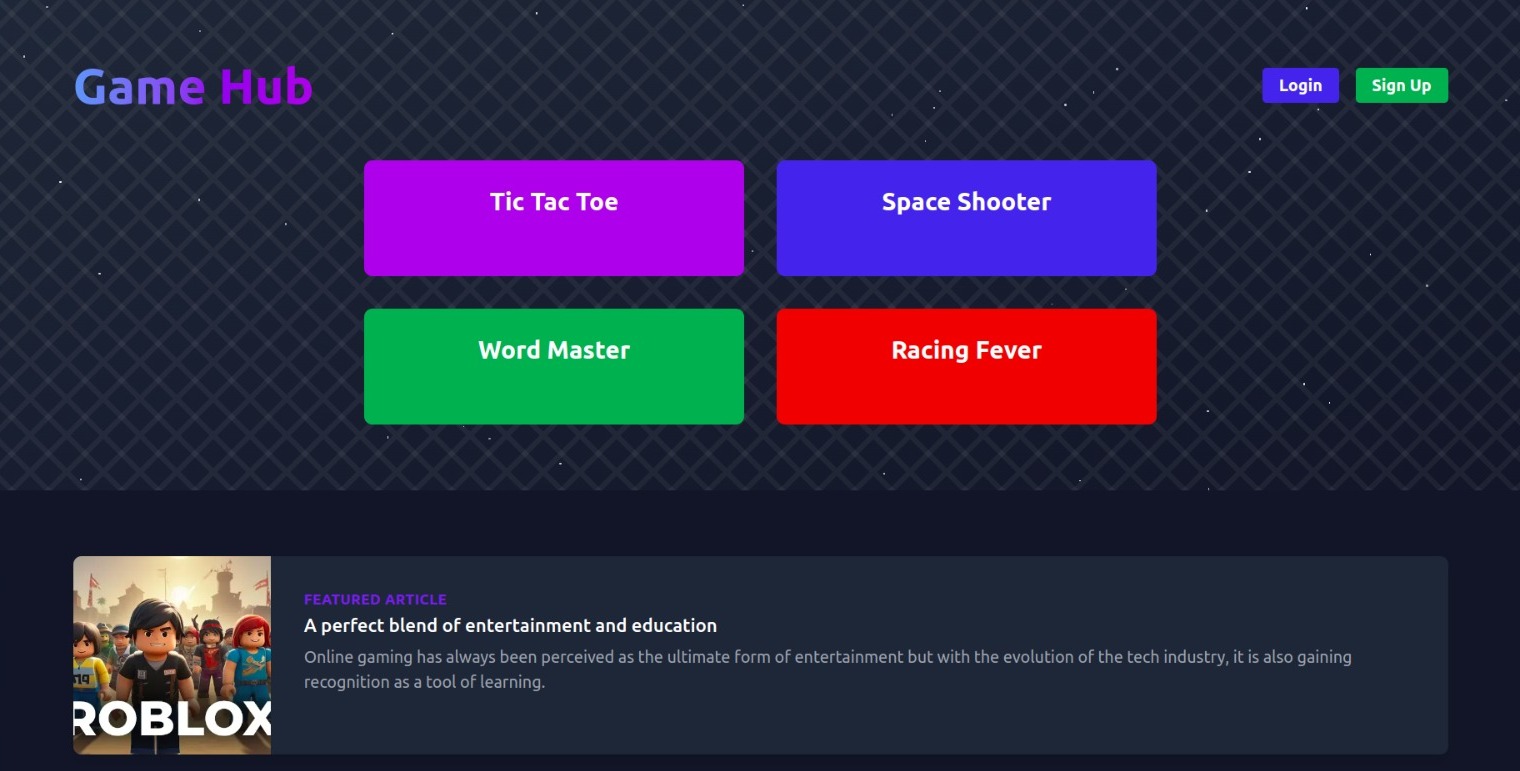 Game Hub
Login
Sign Up
Tic Tac Toe
Space Shooter
Word Master
Racing Fever
FEATURED ARTICLE
A perfect blend of entertainment and education
Online gaming has always been perceived as the ultimate form of entertainment but with the evolution of the tech industry, it is also gaining
recognition as a tool of learning.
ROBLOX